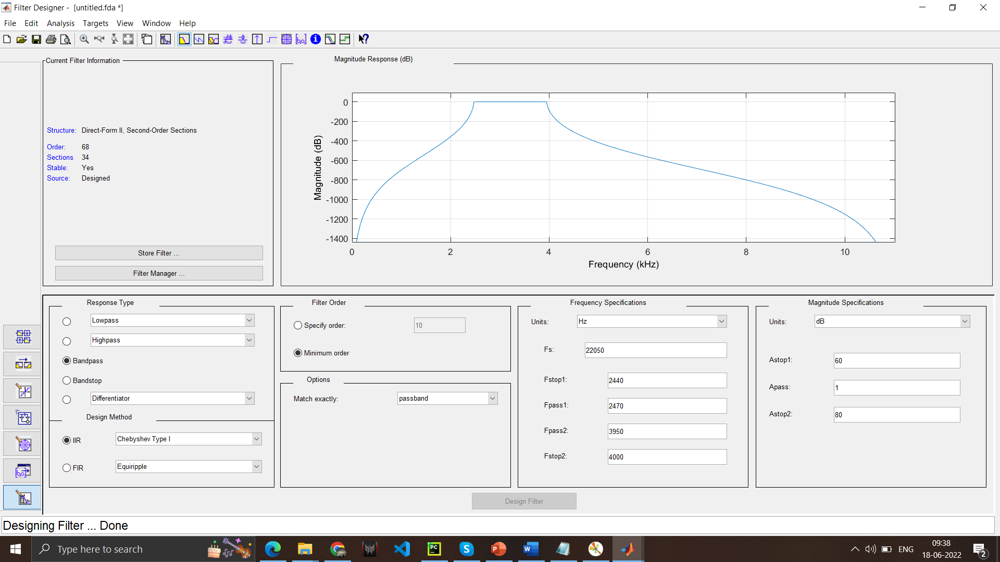 Filter Designer - [untitled.fda *]
File Edit Analysis Targets View Window Help
Current Filter Information
Structure: Direct-Form II, Second-Order Sections
Order: 68
Sections 34
Stable: Yes
Source: Designed
Store Filter ...
Filter Manager ...
Magnitude Response (dB)
0
-200
-400
-600
-800
-1000
-1200
-1400
Magnitude (dB)
0 2 4 6 8 10
Frequency (kHz)
Response Type
Lowpass
Highpass
Bandpass
Bandstop
Differentiator
Design Method
IIR Chebyshev Type I
FIR Equiripple
Filter Order
Specify order: 10
Minimum order
Options
Match exactly: passband
Frequency Specifications
Units: Hz
Fs: 22050
Fstop1: 2440
Fpass1: 2470
Fpass2: 3950
Fstop2: 4000
Magnitude Specifications
Units: dB
Astop1: 60
Apass: 1
Astop2: 80
Design Filter
Designing Filter ... Done
Type here to search
ENG
09:38
18-06-2022
2